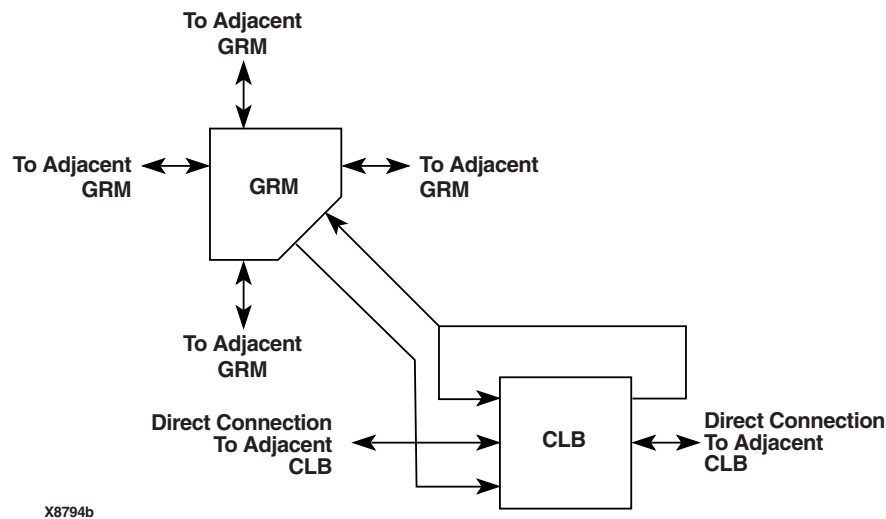 To Adjacent
GRM
To Adjacent
GRM
GRM
To Adjacent
GRM
To Adjacent
GRM
Direct Connection
To Adjacent
CLB
CLB
Direct Connection
To Adjacent
CLB
X8794b